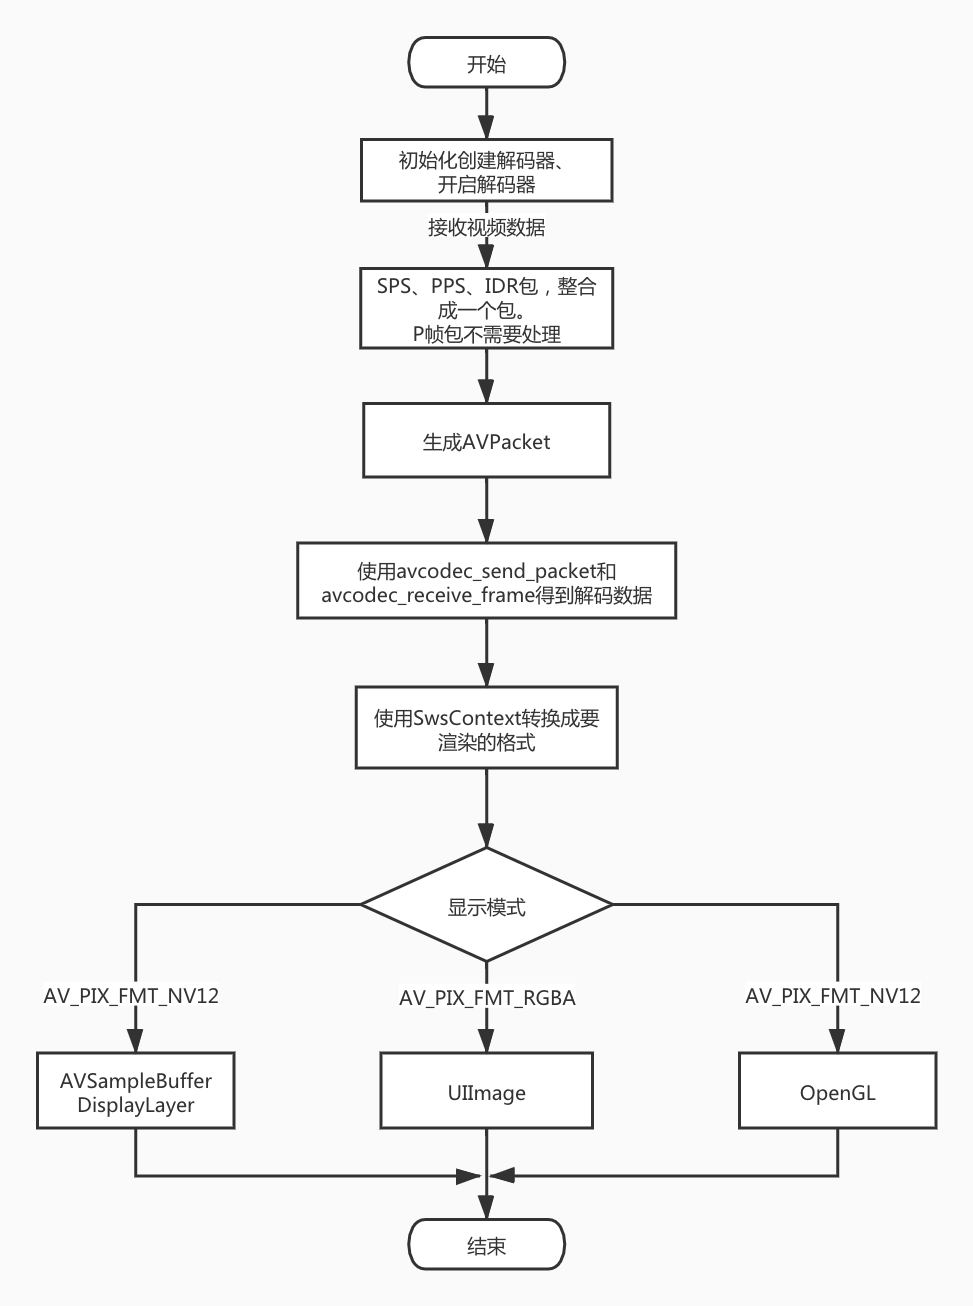 开始
初始化创建解码器、
开启解码器
接收视频数据
SPS、PPS、IDR包，整合
成一个包。
P帧包不需要处理
生成AVPacket
使用avcodec_send_packet和
avcodec_receive_frame得到解码数据
使用SwsContext转换成要
渲染的格式
显示模式
AV_PIX_FMT_NV12
AV_PIX_FMT_RGBA
AV_PIX_FMT_NV12
AVSampleBuffer
DisplayLayer
UIImage
OpenGL
结束